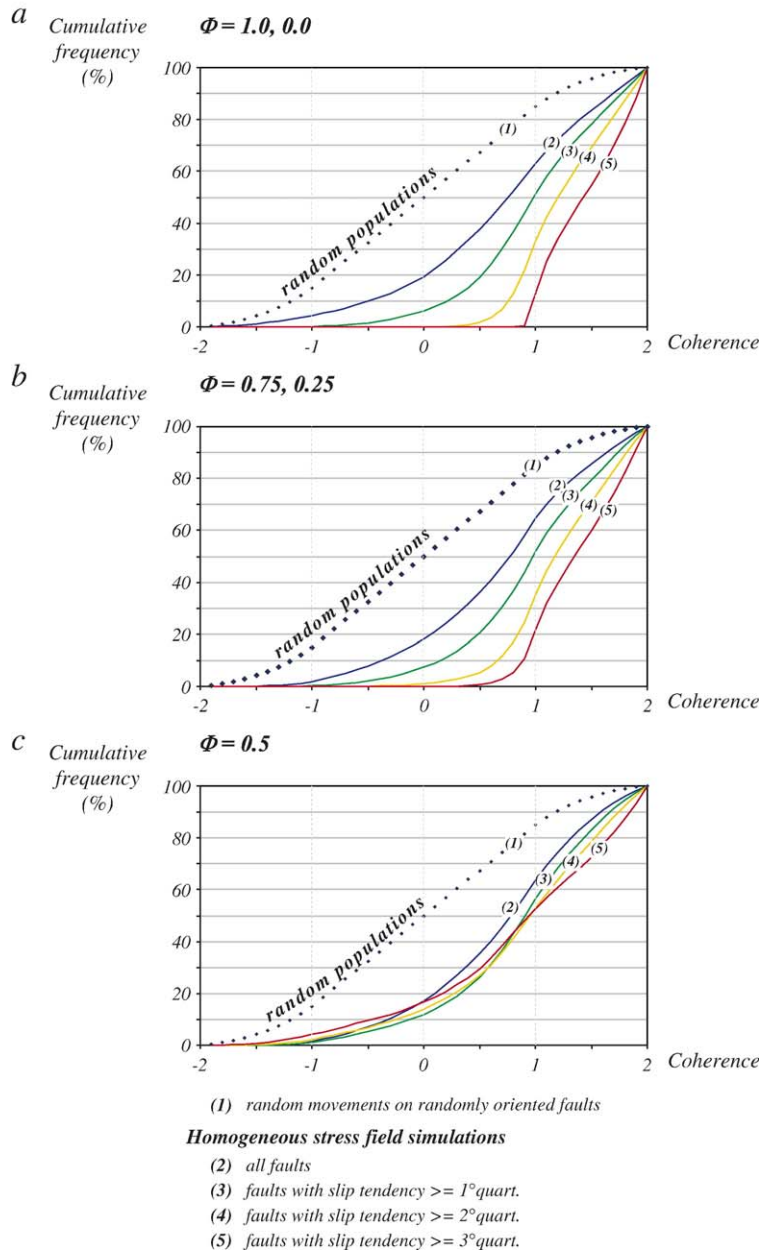 a
Cumulative
frequency
(%)
Φ = 1.0, 0.0
100
80
60
40
20
0
-2
-1
0
1
2
Coherence
random populations
(1)
(2)
(3)
(4)
(5)
b
Cumulative
frequency
(%)
Φ = 0.75, 0.25
100
80
60
40
20
0
-2
-1
0
1
2
Coherence
random populations
(1)
(2)
(3)
(4)
(5)
c
Cumulative
frequency
(%)
Φ = 0.5
100
80
60
40
20
0
-2
-1
0
1
2
Coherence
random populations
(1)
(2)
(3)
(4)
(5)
(1) random movements on randomly oriented faults
Homogeneous stress field simulations
(2) all faults
(3) faults with slip tendency >= 1°quart.
(4) faults with slip tendency >= 2°quart.
(5) faults with slip tendency >= 3°quart.